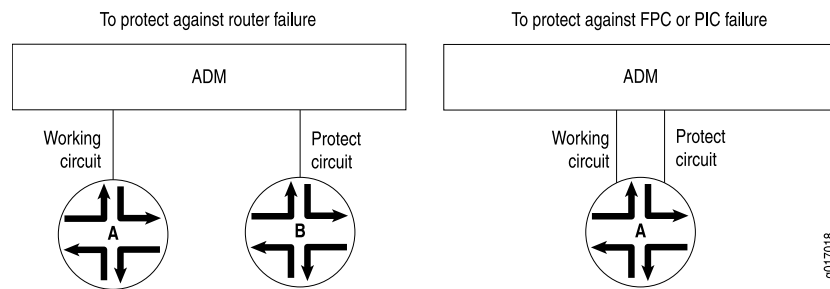 To protect against router failure
To protect against FPC or PIC failure
ADM
ADM
Working
circuit
Protect
circuit
Working
circuit
Protect
circuit
A
B
A
g017018